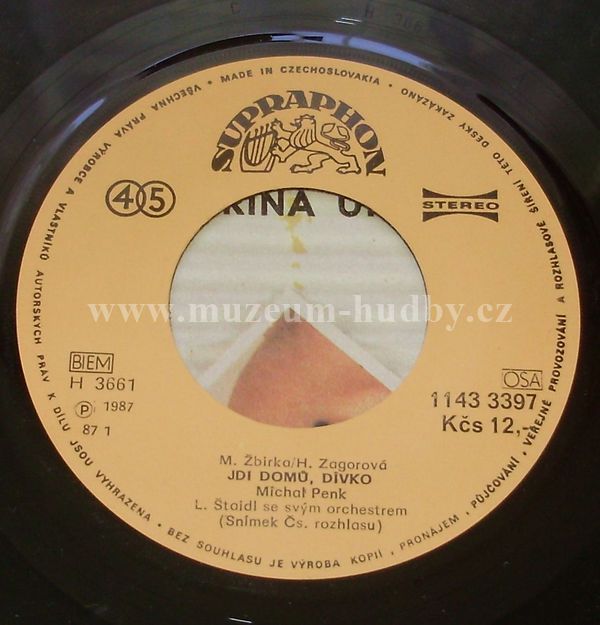 VŠECHNA PRÁVA VÝROBCE A VLASTNÍKŮ AUTORSKÝCH PRÁV K DÍLU JSOU VYHRAZENA • BEZ SOUHLASU JE VÝROBA KOPIÍ, PRONÁJEM, PŮJČOVÁNÍ, VEŘEJNÉ PROVOZOVÁNÍ A ROZHLASOVÉ ŠÍŘENÍ TÉTO DESKY ZAKÁZÁNO • MADE IN CZECHOSLOVAKIA •
SUPRAPHON
45
STEREO
KINA
www.muzeum-hudby.cz
BIEM
H 3661
Ⓟ 1987
87 1
OSA
1143 3397
Kčs 12,-
M. Žbirka/H. Zagorová
JDI DOMŮ, DÍVKO
Michal Penk
L. Štaidl se svým orchestrem
(Snímek Čs. rozhlasu)